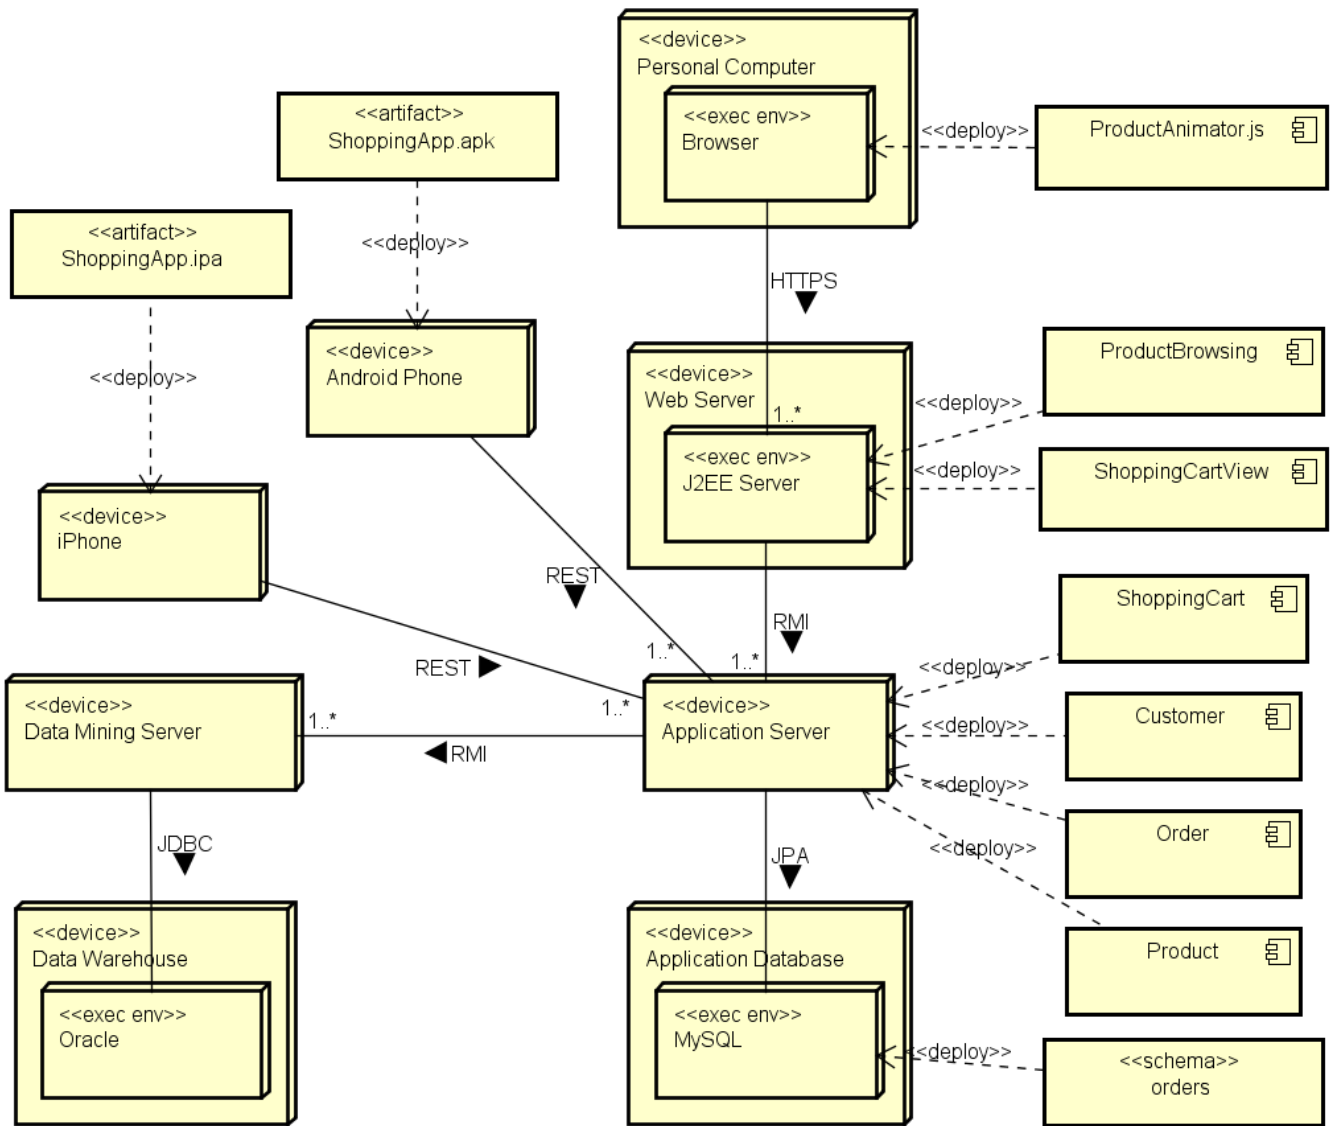 <<device>>
Personal Computer
<<exec env>>
Browser
<<deploy>>
ProductAnimator.js
<<artifact>>
ShoppingApp.apk
<<deploy>>
<<artifact>>
ShoppingApp.ipa
<<deploy>>
HTTPS
<<device>>
Android Phone
<<device>>
Web Server
1..*
<<exec env>>
J2EE Server
<<deploy>>
ProductBrowsing
<<deploy>>
ShoppingCartView
<<device>>
iPhone
REST
REST
RMI
1..*
1..*
1..*
1..*
RMI
<<device>>
Data Mining Server
<<device>>
Application Server
<<deploy>>
ShoppingCart
<<deploy>>
Customer
<<deploy>>
Order
<<deploy>>
Product
JDBC
JPA
<<device>>
Data Warehouse
<<exec env>>
Oracle
<<device>>
Application Database
<<exec env>>
MySQL
<<deploy>>
<<schema>>
orders